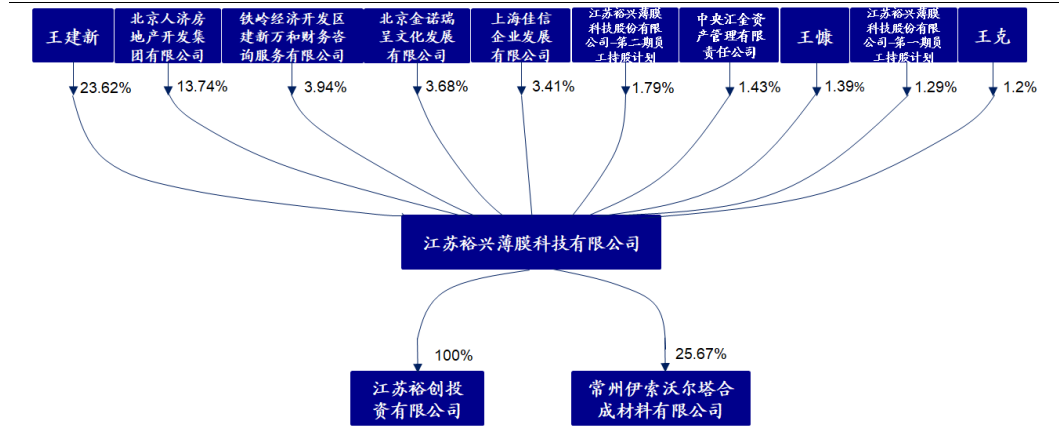 王建新
北京人济房
地产开发集
团有限公司
铁岭经济开发区
建新万和财务咨
询服务有限公司
北京金诺瑞
呈文化发展
有限公司
上海佳信
企业发展
有限公司
江苏裕兴薄膜
科技股份有限
公司-第二期员
工持股计划
中央汇金资
产管理有限
责任公司
王慷
江苏裕兴薄膜
科技股份有限
公司-第一期员
工持股计划
王克
23.62%
13.74%
3.94%
3.68%
3.41%
1.79%
1.43%
1.39%
1.29%
1.2%
江苏裕兴薄膜科技有限公司
100%
25.67%
江苏裕创投
资有限公司
常州伊索沃尔塔合
成材料有限公司